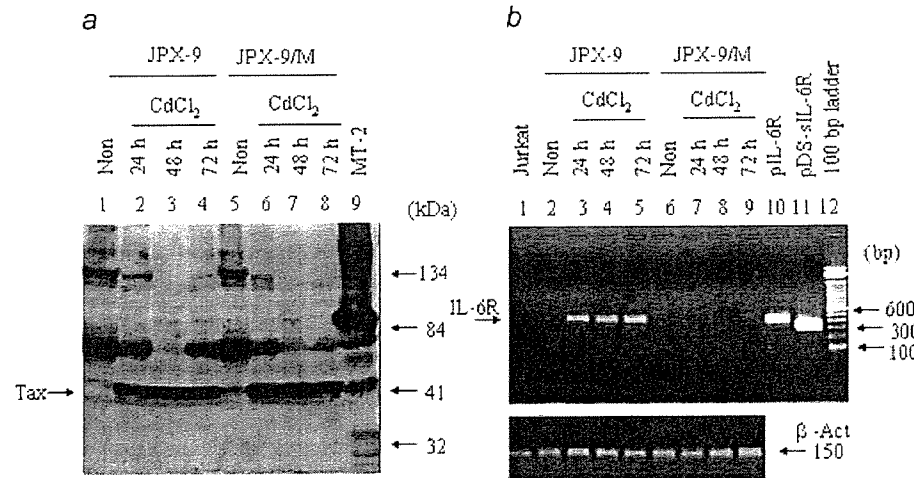 a
JPX-9 JPX-9/M
CdCl₂ CdCl₂
Non 24 h 48 h 72 h Non 24 h 48 h 72 h MT-2
1 2 3 4 5 6 7 8 9 (kDa)
134
84
Tax 41
32
b
JPX-9 JPX-9/M
CdCl₂ CdCl₂
Jurkat Non 24 h 48 h 72 h Non 24 h 48 h 72 h pIL-6R pDS-sIL-6R 100 bp ladder
1 2 3 4 5 6 7 8 9 10 11 12
(bp)
IL-6R 600
300
100
β-Act
150